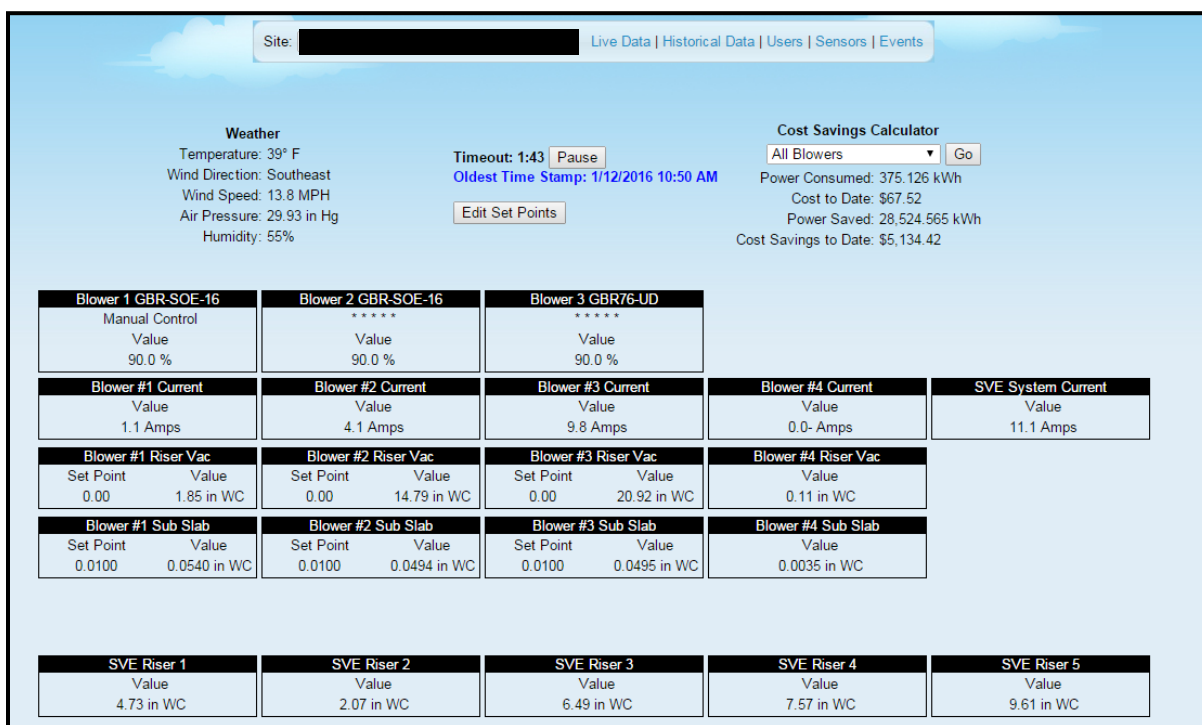 Site: Live Data | Historical Data | Users | Sensors | Events
Weather
Temperature: 39° F
Wind Direction: Southeast
Wind Speed: 13.8 MPH
Air Pressure: 29.93 in Hg
Humidity: 55%
Timeout: 1:43 Pause
Oldest Time Stamp: 1/12/2016 10:50 AM
Edit Set Points
Cost Savings Calculator
All Blowers Go
Power Consumed: 375.126 kWh
Cost to Date: $67.52
Power Saved: 28,524.565 kWh
Cost Savings to Date: $5,134.42
Blower 1 GBR-SOE-16
Manual Control
Value
90.0 %
Blower 2 GBR-SOE-16
* * * * *
Value
90.0 %
Blower 3 GBR76-UD
* * * * *
Value
90.0 %
Blower #1 Current
Value
1.1 Amps
Blower #2 Current
Value
4.1 Amps
Blower #3 Current
Value
9.8 Amps
Blower #4 Current
Value
0.0- Amps
SVE System Current
Value
11.1 Amps
Blower #1 Riser Vac
Set Point Value
0.00 1.85 in WC
Blower #2 Riser Vac
Set Point Value
0.00 14.79 in WC
Blower #3 Riser Vac
Set Point Value
0.00 20.92 in WC
Blower #4 Riser Vac
Value
0.11 in WC
Blower #1 Sub Slab
Set Point Value
0.0100 0.0540 in WC
Blower #2 Sub Slab
Set Point Value
0.0100 0.0494 in WC
Blower #3 Sub Slab
Set Point Value
0.0100 0.0495 in WC
Blower #4 Sub Slab
Value
0.0035 in WC
SVE Riser 1
Value
4.73 in WC
SVE Riser 2
Value
2.07 in WC
SVE Riser 3
Value
6.49 in WC
SVE Riser 4
Value
7.57 in WC
SVE Riser 5
Value
9.61 in WC